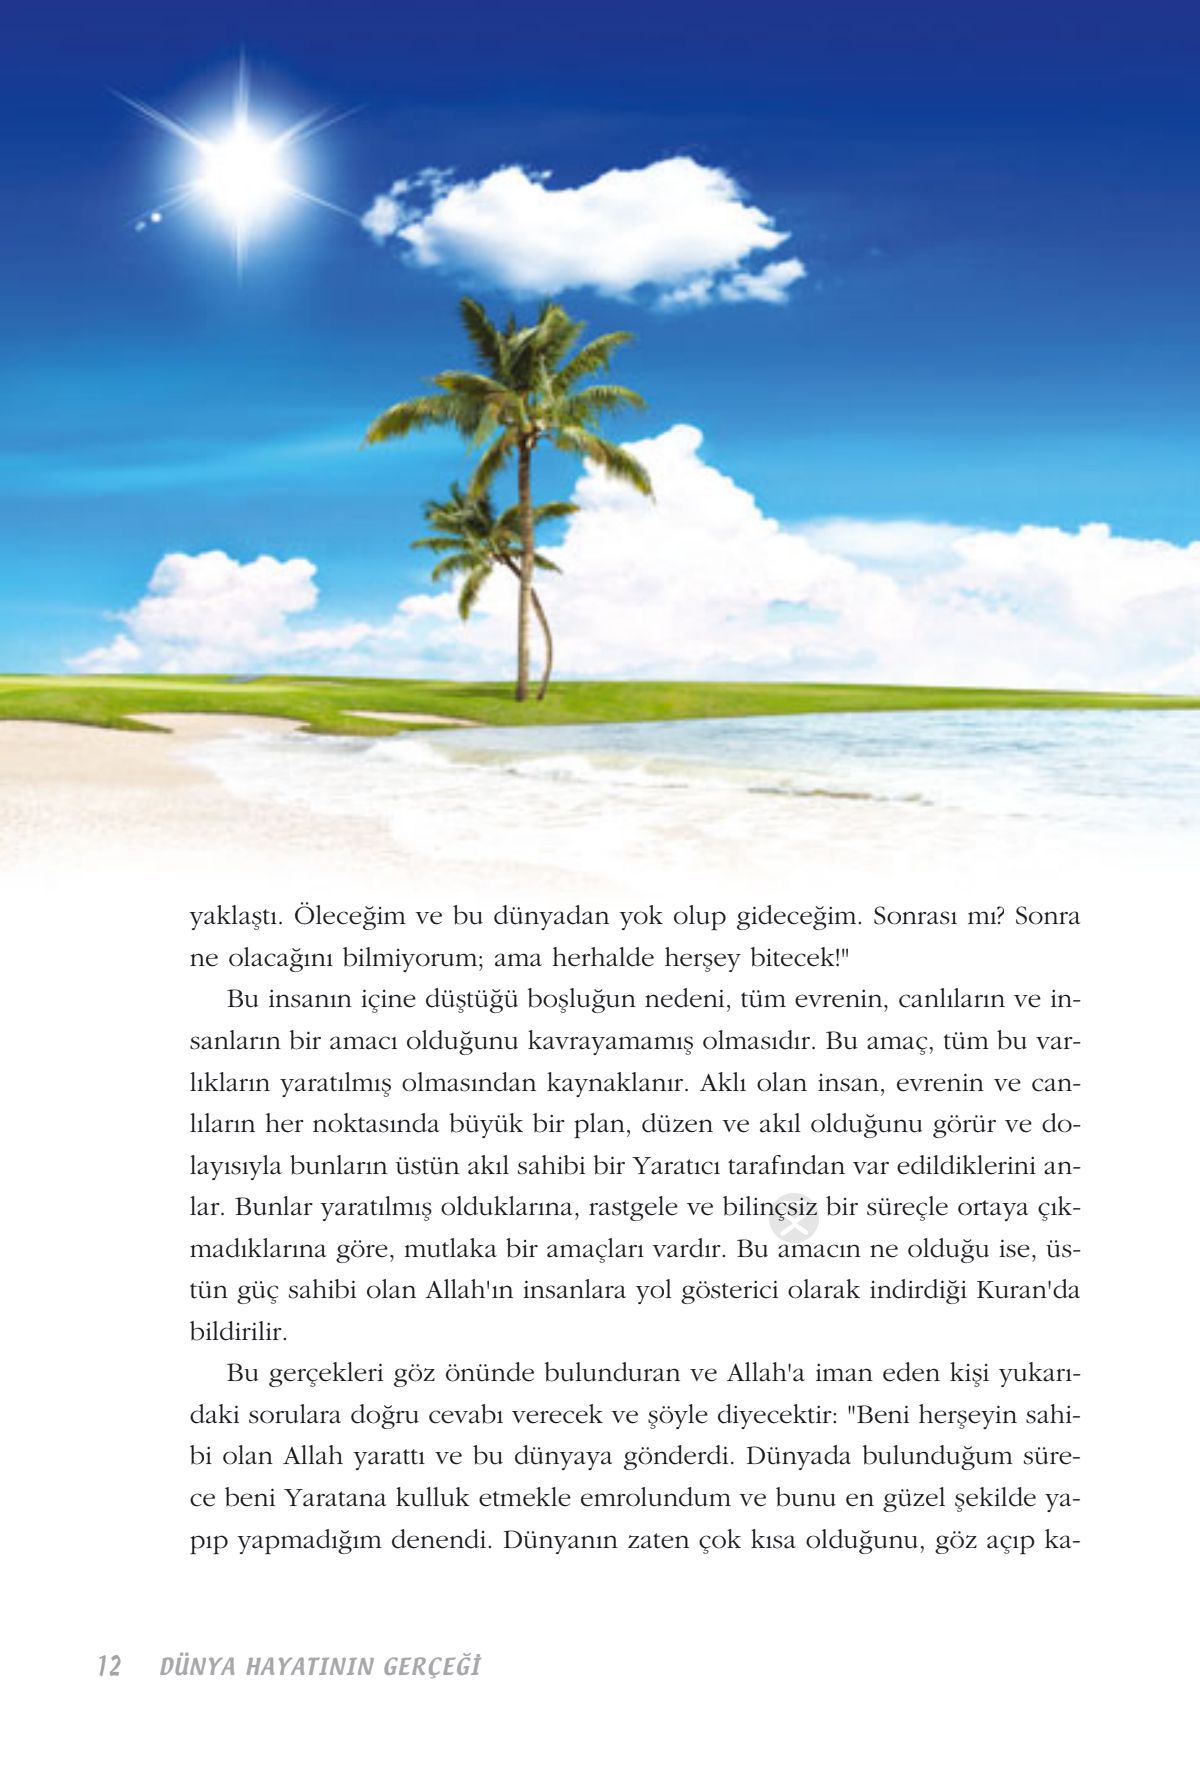 yaklaştı. Öleceğim ve bu dünyadan yok olup gideceğim. Sonrası mı? Sonra
ne olacağını bilmiyorum; ama herhalde herşey bitecek!"
Bu insanın içine düştüğü boşluğun nedeni, tüm evrenin, canlıların ve in-
sanların bir amacı olduğunu kavrayamamış olmasıdır. Bu amaç, tüm bu var-
lıkların yaratılmış olmasından kaynaklanır. Aklı olan insan, evrenin ve can-
lıların her noktasında büyük bir plan, düzen ve akıl olduğunu görür ve do-
layısıyla bunların üstün akıl sahibi bir Yaratıcı tarafından var edildiklerini an-
lar. Bunlar yaratılmış olduklarına, rastgele ve bilinçsiz bir süreçle ortaya çık-
madıklarına göre, mutlaka bir amaçları vardır. Bu amacın ne olduğu ise, üs-
tün güç sahibi olan Allah'ın insanlara yol gösterici olarak indirdiği Kuran'da
bildirilir.
Bu gerçekleri göz önünde bulunduran ve Allah'a iman eden kişi yukarı-
daki sorulara doğru cevabı verecek ve şöyle diyecektir: "Beni herşeyin sahi-
bi olan Allah yarattı ve bu dünyaya gönderdi. Dünyada bulunduğum süre-
ce beni Yaratana kulluk etmekle emrolundum ve bunu en güzel şekilde ya-
pıp yapmadığım denendi. Dünyanın zaten çok kısa olduğunu, göz açıp ka-
12 DÜNYA HAYATININ GERÇEĞİ